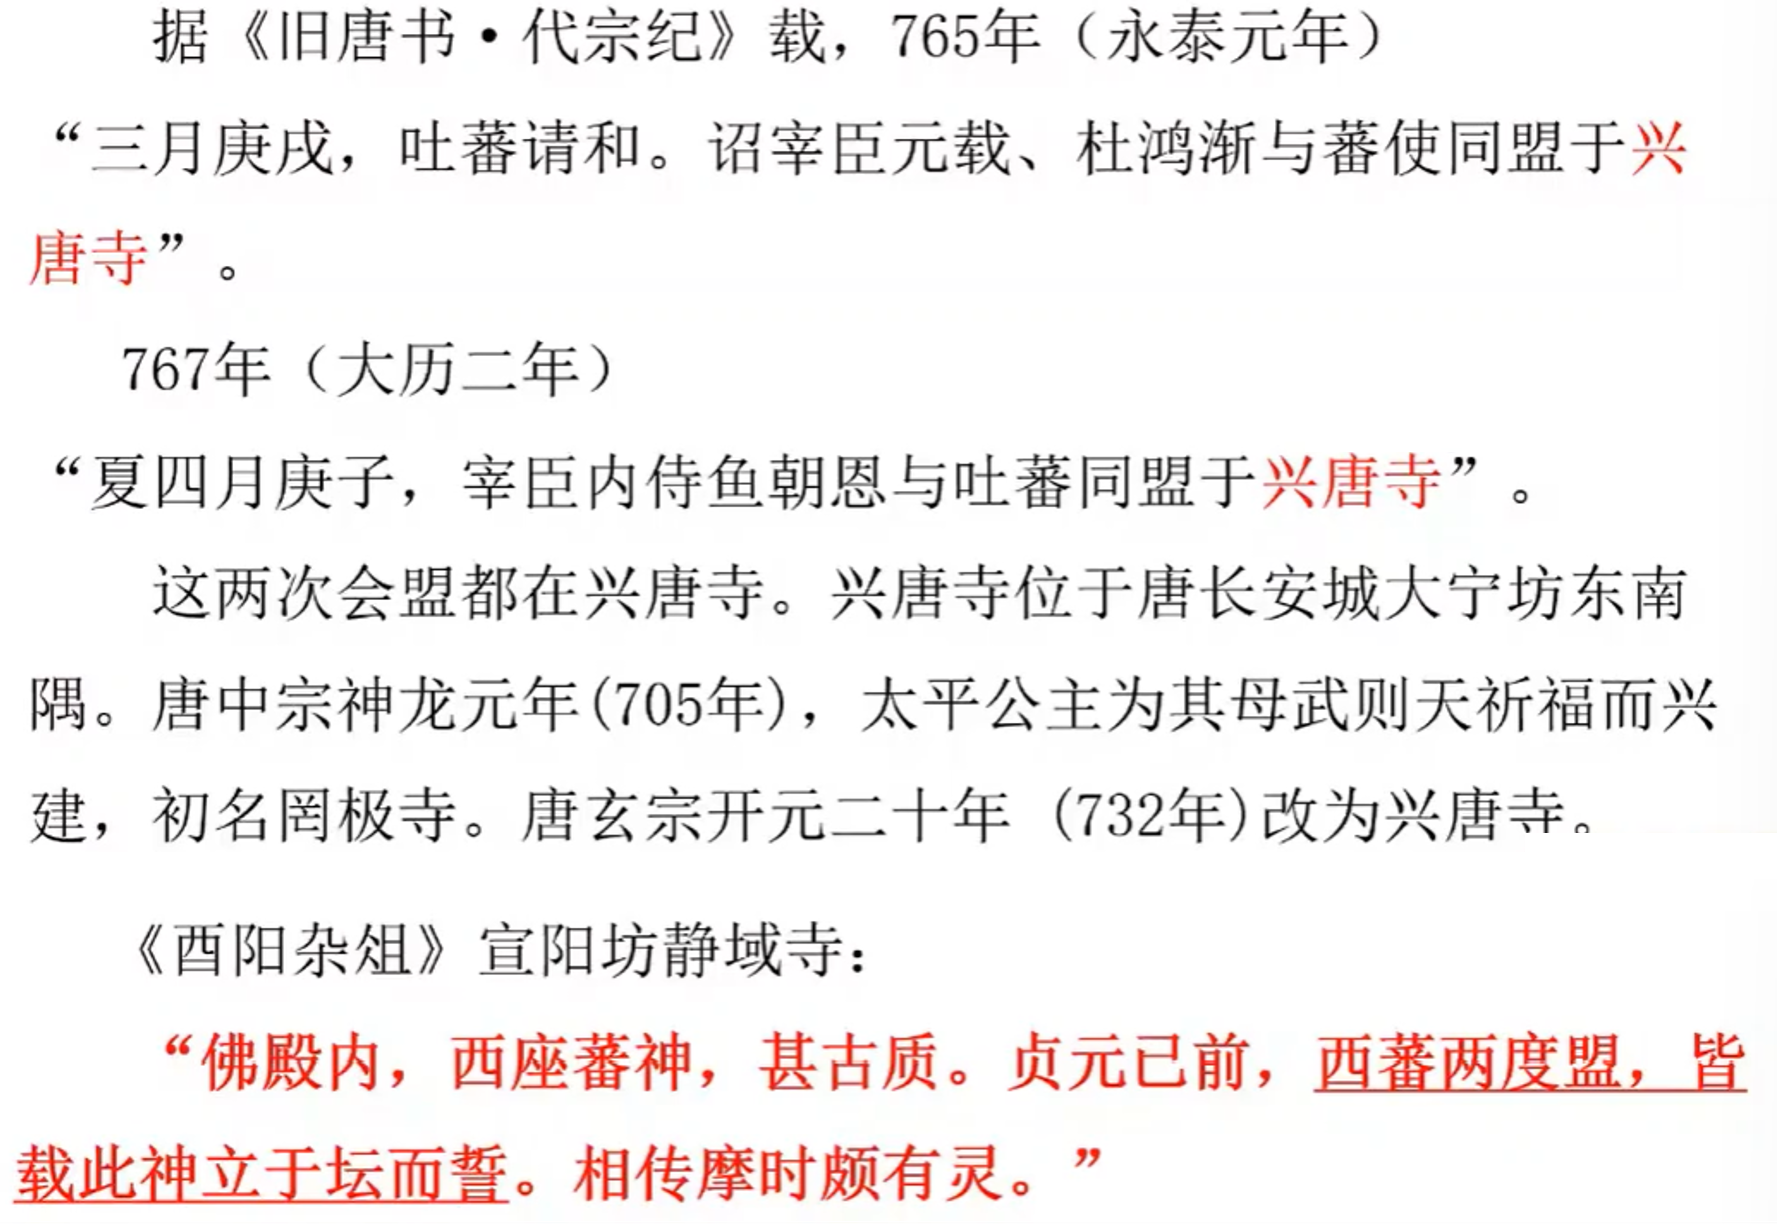 据《旧唐书·代宗纪》载，765年（永泰元年）
“三月庚戌，吐蕃请和。诏宰臣元载、杜鸿渐与蕃使同盟于兴
唐寺”。
767年（大历二年）
“夏四月庚子，宰臣内侍鱼朝恩与吐蕃同盟于兴唐寺”。
这两次会盟都在兴唐寺。兴唐寺位于唐长安城大宁坊东南
隅。唐中宗神龙元年(705年)，太平公主为其母武则天祈福而兴
建，初名罔极寺。唐玄宗开元二十年 (732年)改为兴唐寺。
《酉阳杂俎》宣阳坊静域寺：
“佛殿内，西座蕃神，甚古质。贞元已前，西蕃两度盟，皆
载此神立于坛而誓。相传摩时颇有灵。”